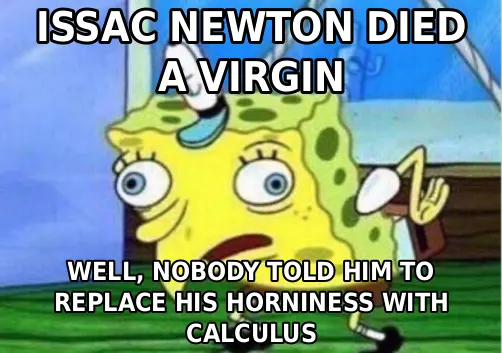 ISSAC NEWTON DIED
A VIRGIN
WELL, NOBODY TOLD HIM TO
REPLACE HIS HORNINESS WITH
CALCULUS